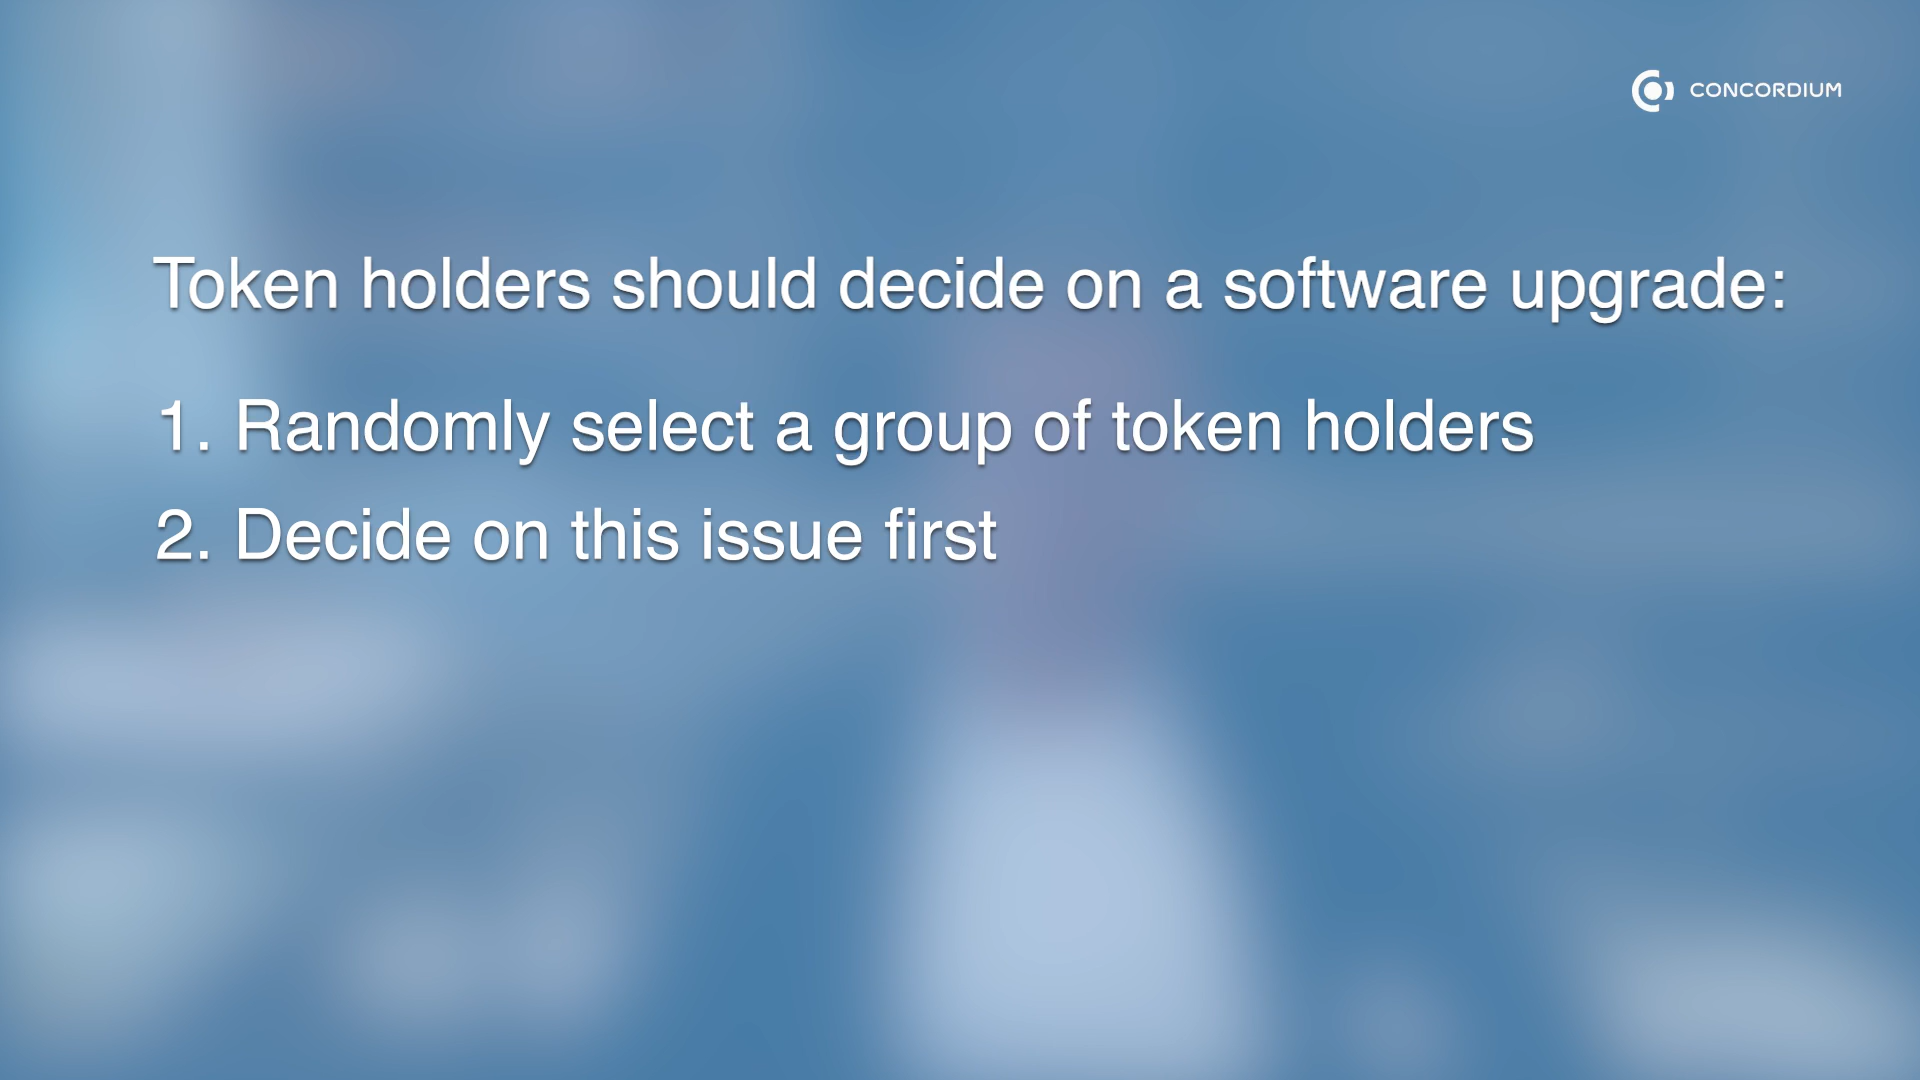 CONCORDIUM
Token holders should decide on a software upgrade:
1. Randomly select a group of token holders
2. Decide on this issue first